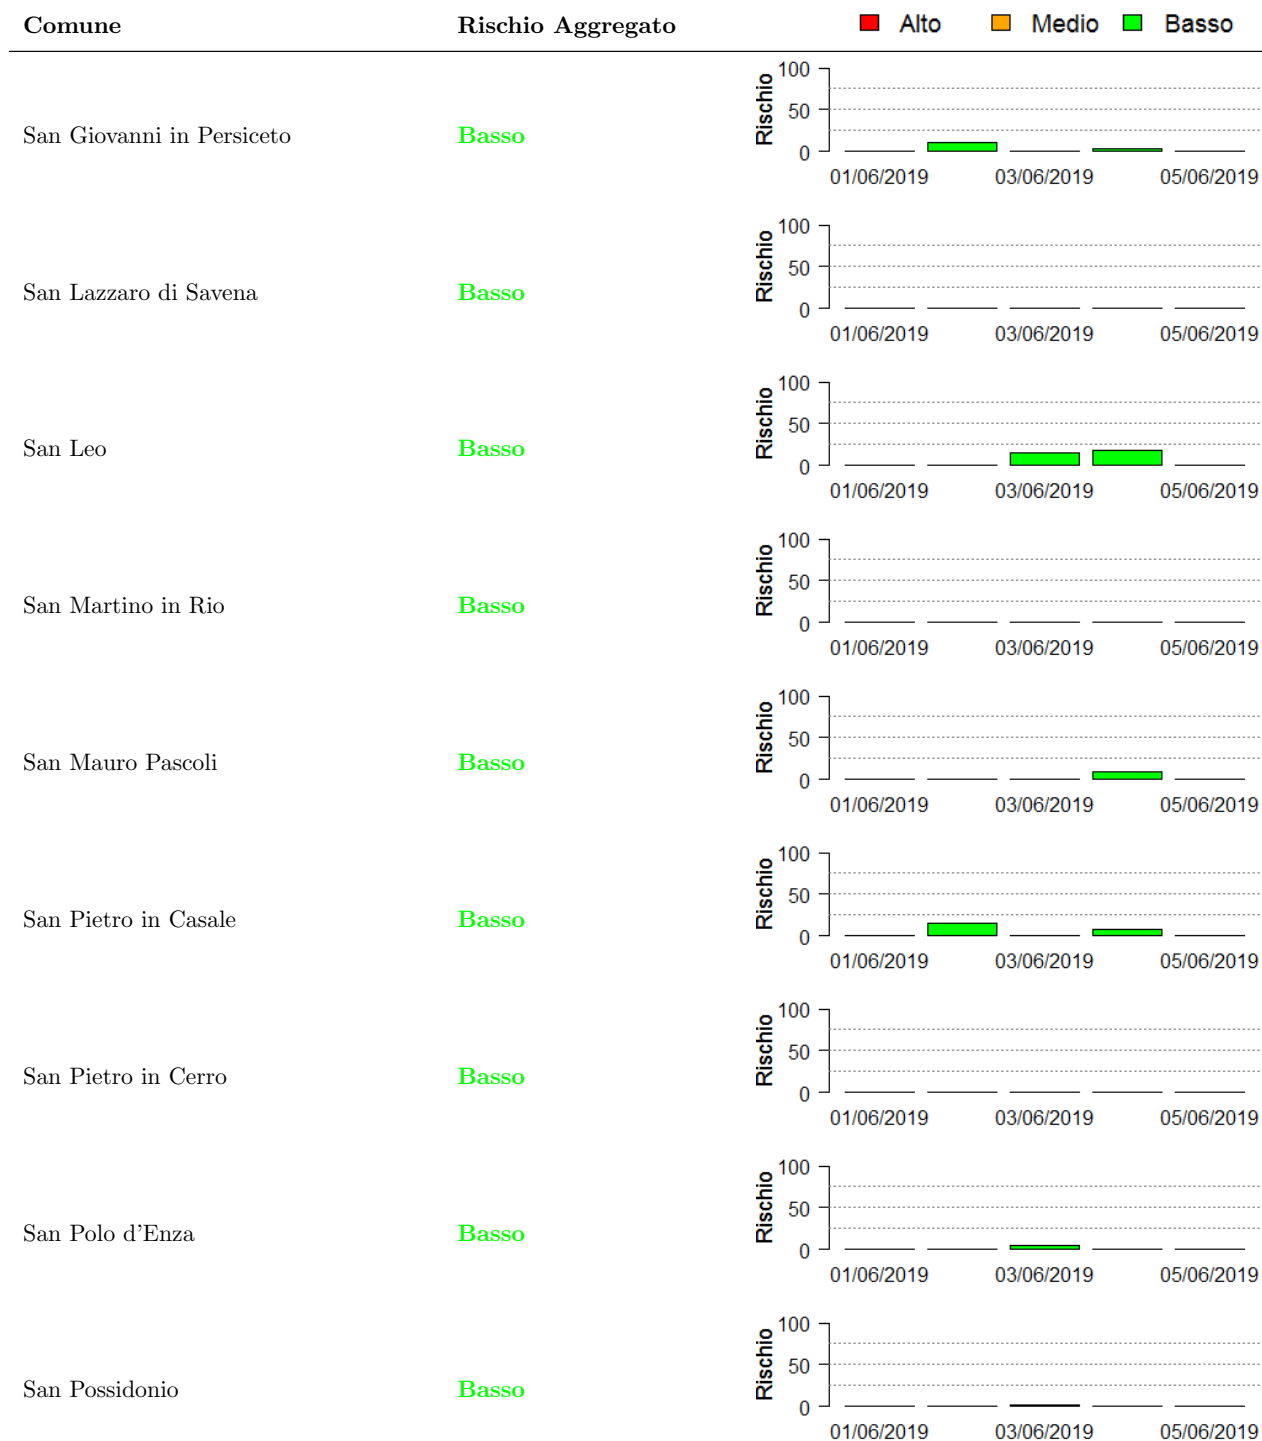 Comune Rischio Aggregato Alto Medio Basso
100
50
0
Rischio
San Giovanni in Persiceto Basso
01/06/2019 03/06/2019 05/06/2019
100
50
0
Rischio
San Lazzaro di Savena Basso
01/06/2019 03/06/2019 05/06/2019
100
50
0
Rischio
San Leo Basso
01/06/2019 03/06/2019 05/06/2019
100
50
0
Rischio
San Martino in Rio Basso
01/06/2019 03/06/2019 05/06/2019
100
50
0
Rischio
San Mauro Pascoli Basso
01/06/2019 03/06/2019 05/06/2019
100
50
0
Rischio
San Pietro in Casale Basso
01/06/2019 03/06/2019 05/06/2019
100
50
0
Rischio
San Pietro in Cerro Basso
01/06/2019 03/06/2019 05/06/2019
100
50
0
Rischio
San Polo d'Enza Basso
01/06/2019 03/06/2019 05/06/2019
100
50
0
Rischio
San Possidonio Basso
01/06/2019 03/06/2019 05/06/2019